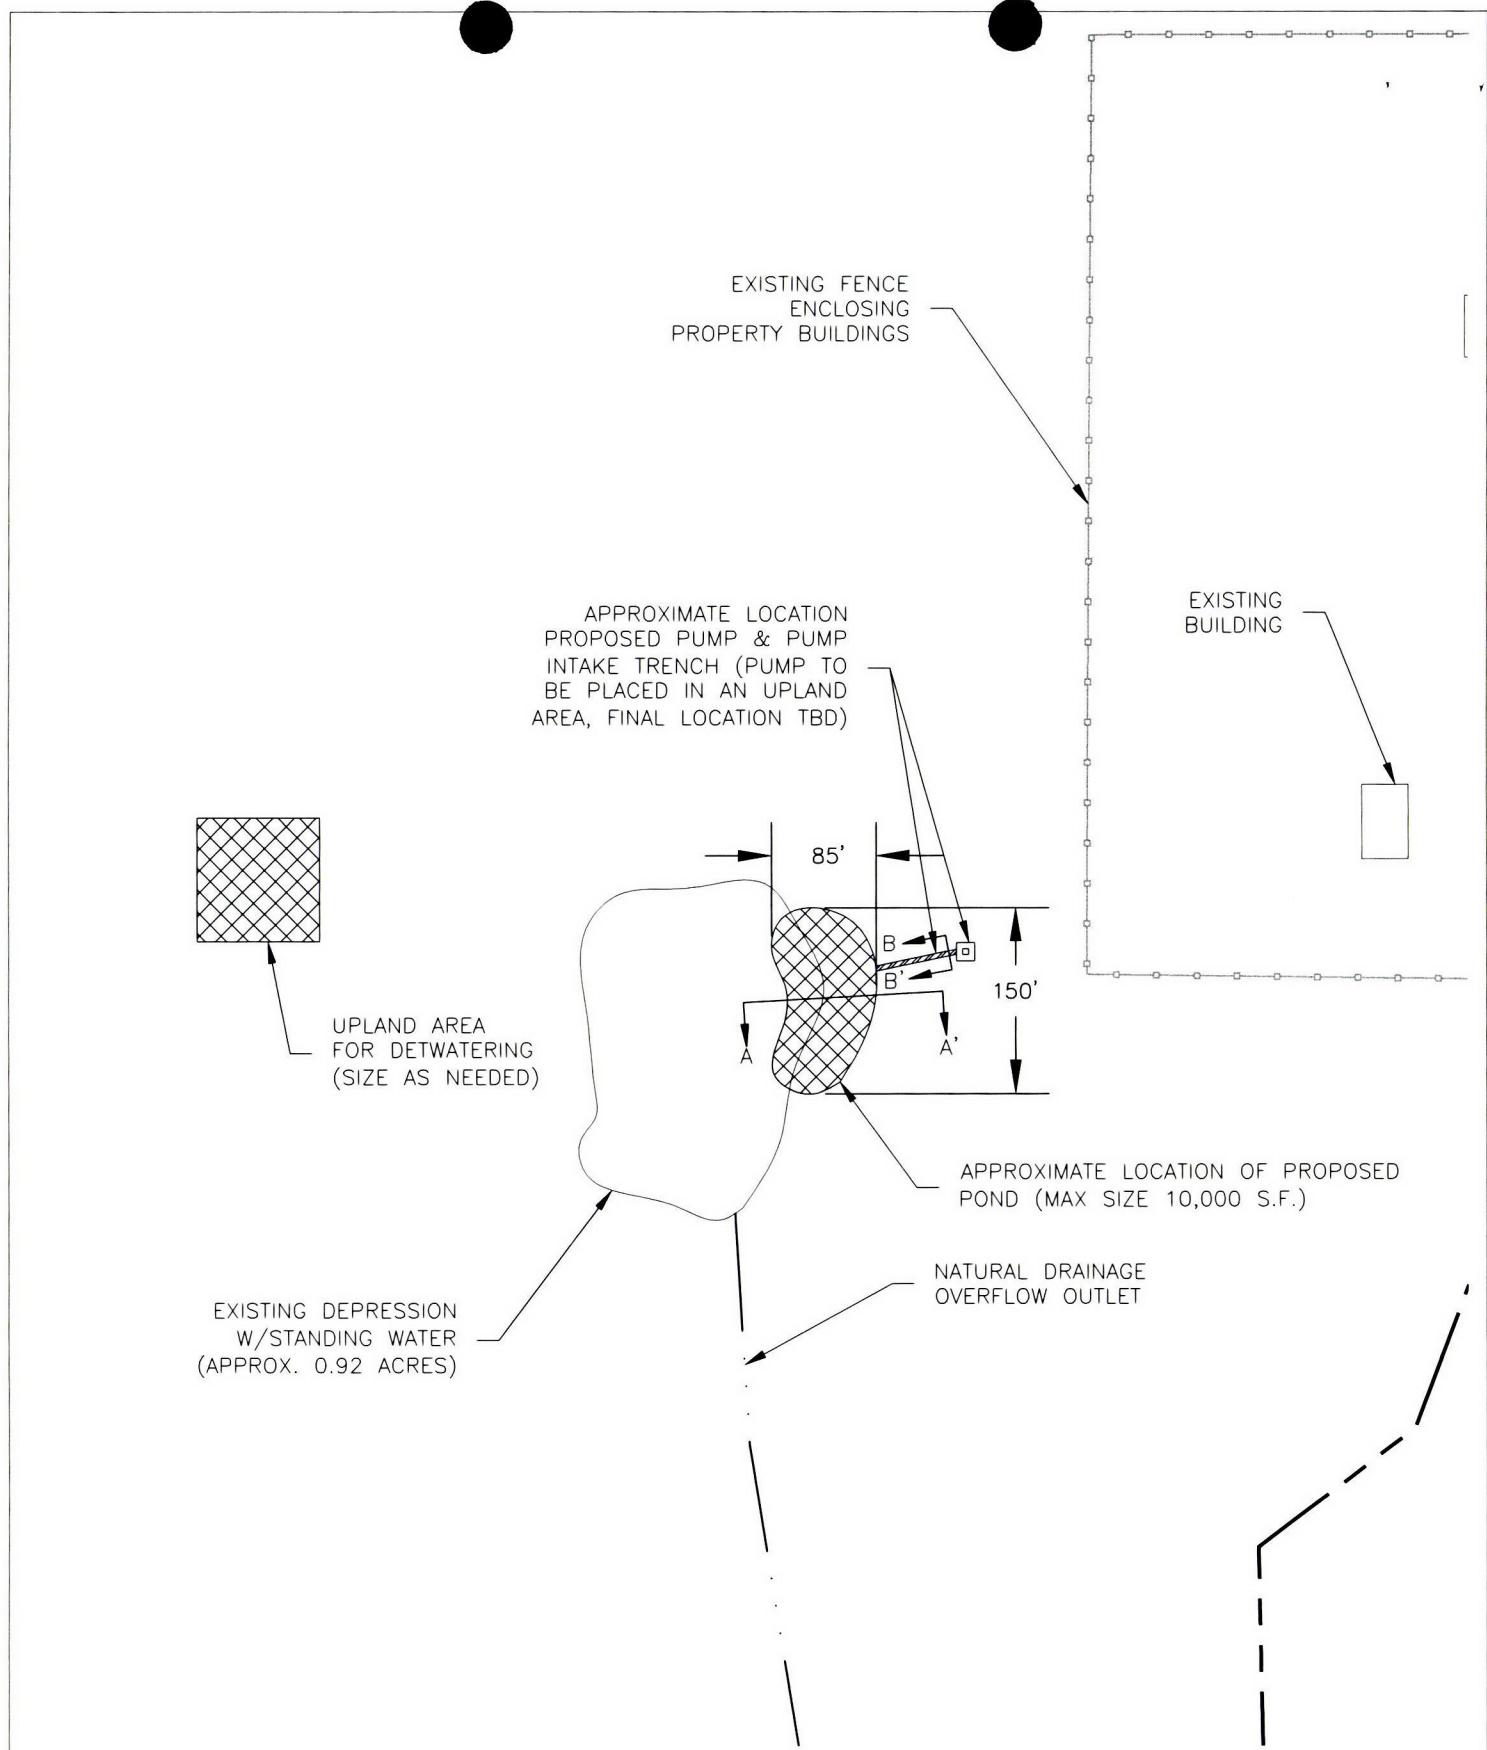 EXISTING FENCE
ENCLOSING
PROPERTY BUILDINGS
APPROXIMATE LOCATION
PROPOSED PUMP & PUMP
INTAKE TRENCH (PUMP TO
BE PLACED IN AN UPLAND
AREA, FINAL LOCATION TBD)
EXISTING
BUILDING
85'
B
B'
150'
A
A'
UPLAND AREA
FOR DETWATERING
(SIZE AS NEEDED)
APPROXIMATE LOCATION OF PROPOSED
POND (MAX SIZE 10,000 S.F.)
NATURAL DRAINAGE
OVERFLOW OUTLET
EXISTING DEPRESSION
W/STANDING WATER
(APPROX. 0.92 ACRES)